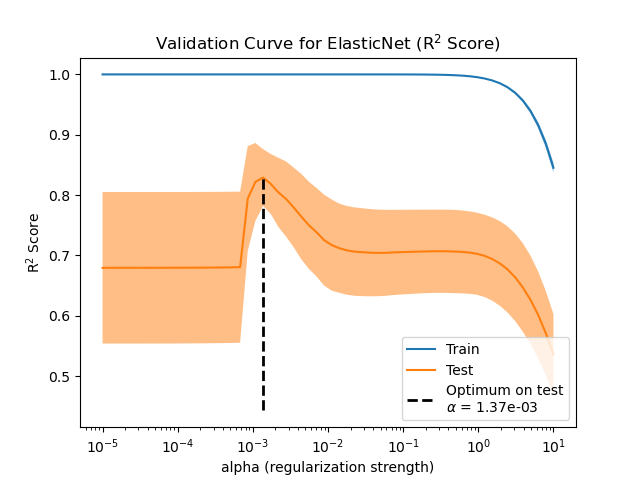 Validation Curve for ElasticNet (R² Score)
R² Score
1.0
0.9
0.8
0.7
0.6
0.5
Train
Test
Optimum on test
α = 1.37e-03
10⁻⁵ 10⁻⁴ 10⁻³ 10⁻² 10⁻¹ 10⁰ 10¹
alpha (regularization strength)